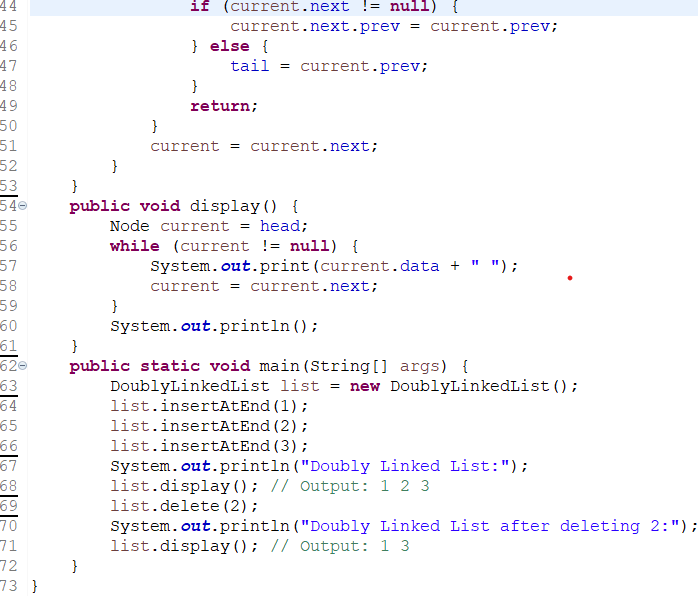 44                if (current.next != null) {
45                    current.next.prev = current.prev;
46                } else {
47                    tail = current.prev;
48                }
49                return;
50            }
51            current = current.next;
52        }
53    }
54    public void display() {
55        Node current = head;
56        while (current != null) {
57            System.out.print(current.data + " ");
58            current = current.next;
59        }
60        System.out.println();
61    }
62    public static void main(String[] args) {
63        DoublyLinkedList list = new DoublyLinkedList();
64        list.insertAtEnd(1);
65        list.insertAtEnd(2);
66        list.insertAtEnd(3);
67        System.out.println("Doubly Linked List:");
68        list.display(); // Output: 1 2 3
69        list.delete(2);
70        System.out.println("Doubly Linked List after deleting 2:");
71        list.display(); // Output: 1 3
72    }
73 }